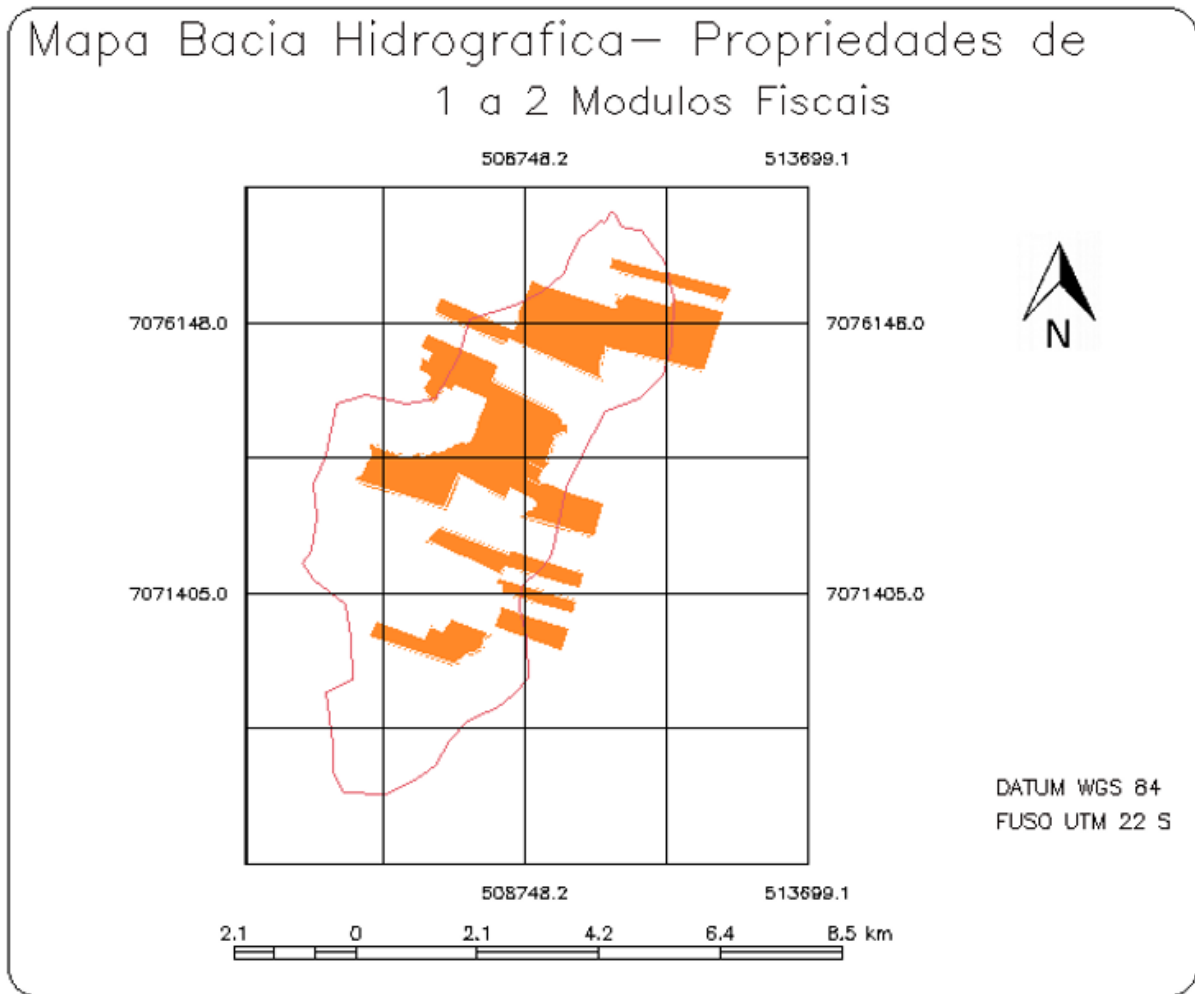 Mapa Bacia Hidrografica– Propriedades de
1 a 2 Modulos Fiscais
508748.2 513699.1
7076148.0 7076148.0
N
7071405.0 7071405.0
DATUM WGS 84
FUSO UTM 22 S
508748.2 513699.1
2.1 0 2.1 4.2 6.4 8.5 km